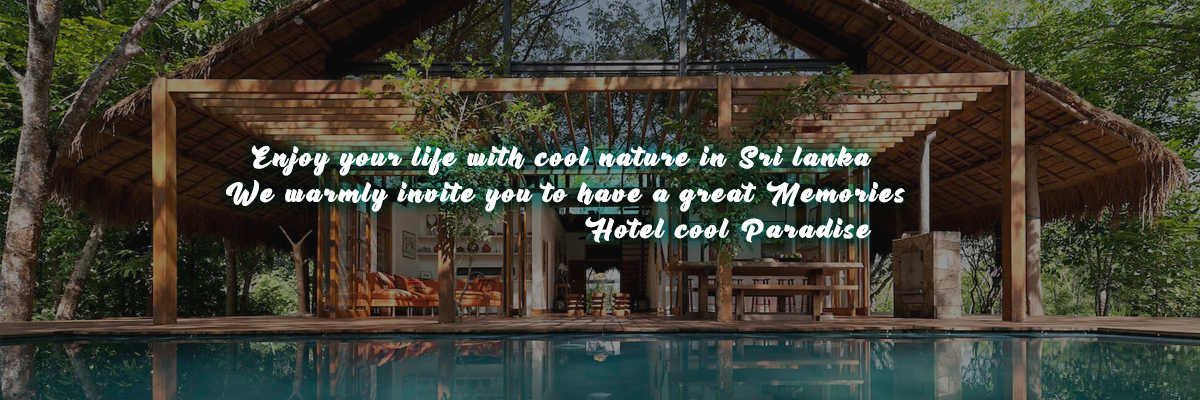 Enjoy your life with cool nature in Sri lanka
We warmly invite you to have a great Memories
Hotel cool Paradise